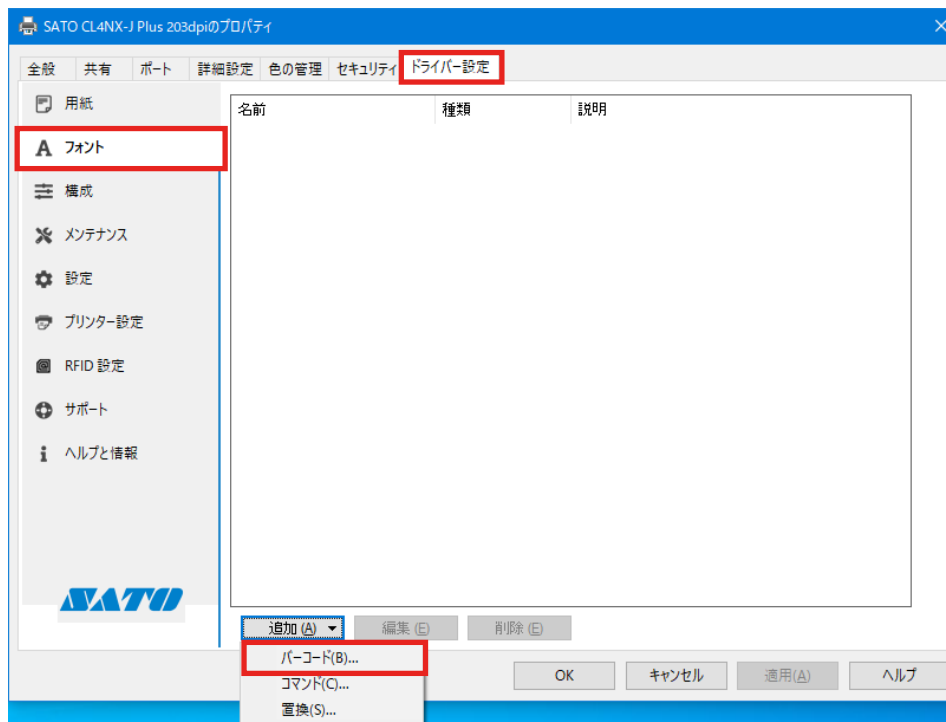 SATO CL4NX-J Plus 203dpiのプロパティ
全般 共有 ポート 詳細設定 色の管理 セキュリティ ドライバー設定
用紙
フォント
構成
メンテナンス
設定
プリンター設定
RFID 設定
サポート
ヘルプと情報
SATO
名前 種類 説明
追加(A) 編集(E) 削除(E)
バーコード(B)...
コマンド(C)...
置換(S)...
OK キャンセル 適用(A) ヘルプ